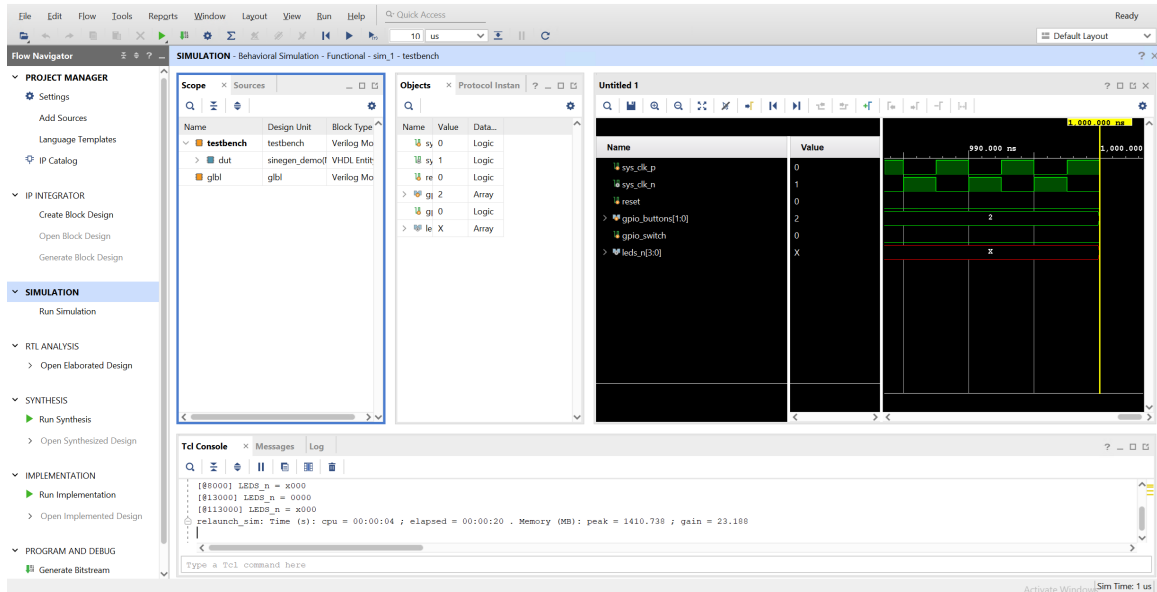 File Edit Flow Tools Reports Window Layout View Run Help Q- Quick Access Ready
10 us Default Layout
Flow Navigator
PROJECT MANAGER
Settings
Add Sources
Language Templates
IP Catalog
IP INTEGRATOR
Create Block Design
Open Block Design
Generate Block Design
SIMULATION
Run Simulation
RTL ANALYSIS
Open Elaborated Design
SYNTHESIS
Run Synthesis
Open Synthesized Design
IMPLEMENTATION
Run Implementation
Open Implemented Design
PROGRAM AND DEBUG
Generate Bitstream
SIMULATION - Behavioral Simulation - Functional - sim_1 - testbench
Scope Sources
Name Design Unit Block Type
testbench testbench Verilog Mo
dut sinegen_demo( VHDL Entit
glbl glbl Verilog Mo
Objects Protocol Instan
Name Value Data...
sy 0 Logic
sy 1 Logic
re 0 Logic
gp 2 Array
gp 0 Logic
le X Array
Untitled 1
1,000.000 ns
Name Value 990.000 ns 1,000.000
sys_clk_p 0
sys_clk_n 1
reset 0
gpio_buttons[1:0] 2 2
gpio_switch 0
leds_n[3:0] X X
Tcl Console Messages Log
[@8000] LEDS_n = x000
[@13000] LEDS_n = 0000
[@113000] LEDS_n = x000
relaunch_sim: Time (s): cpu = 00:00:04 ; elapsed = 00:00:20 . Memory (MB): peak = 1410.738 ; gain = 23.188
Type a Tcl command here
Activate Windows
Sim Time: 1 us